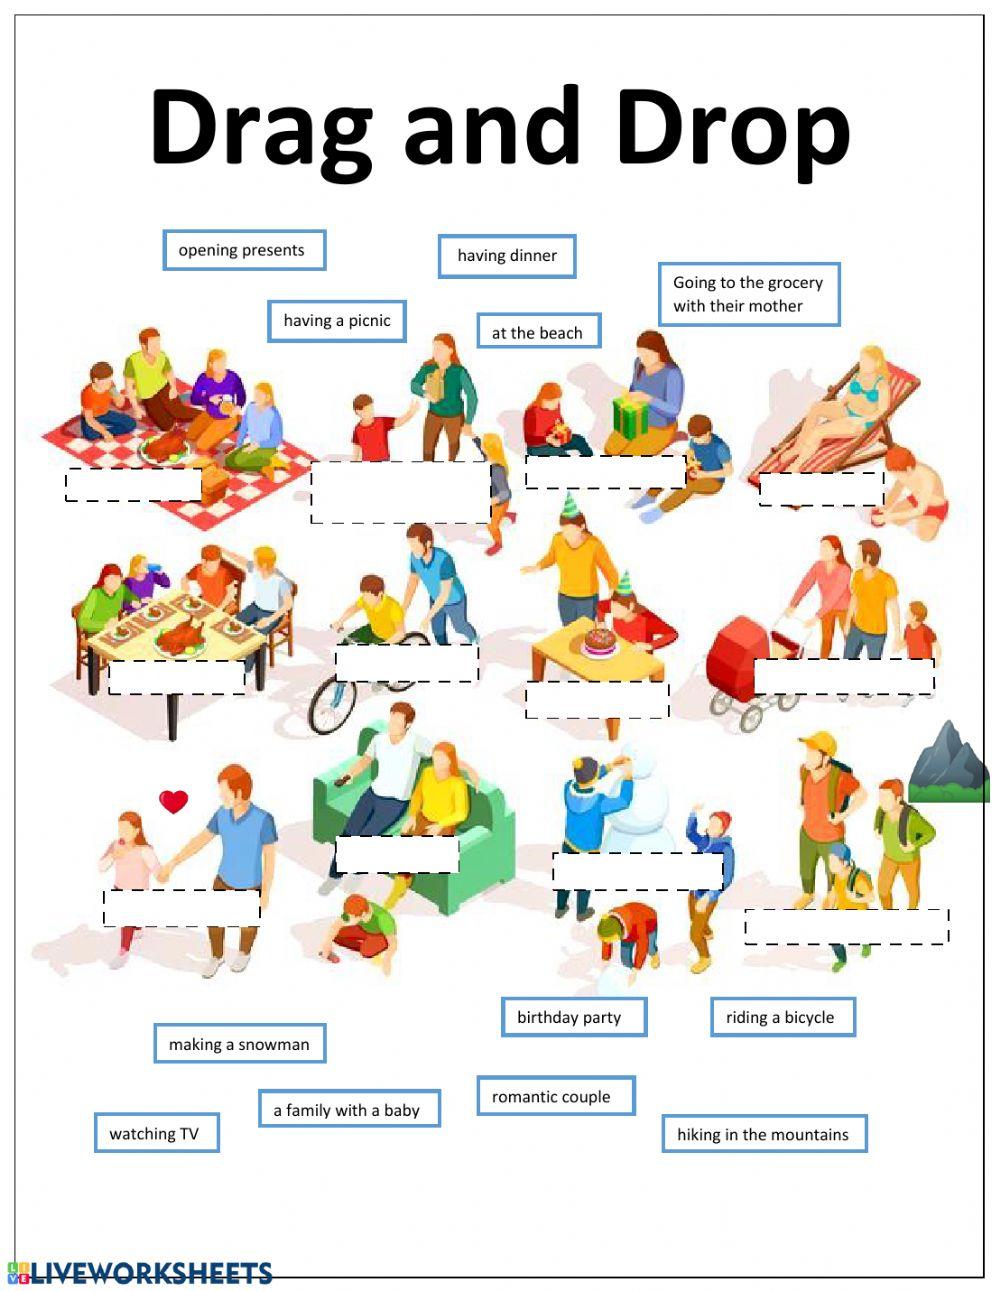 Drag and Drop
opening presents
having dinner
Going to the grocery
with their mother
having a picnic
at the beach
birthday party
riding a bicycle
making a snowman
romantic couple
a family with a baby
watching TV
hiking in the mountains
LIVE LIVEWORKSHEETS